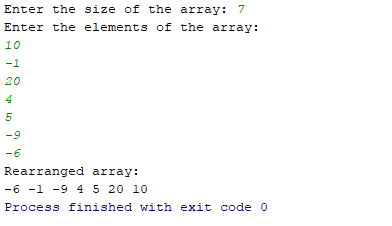 Enter the size of the array: 7
Enter the elements of the array:
10
-1
20
4
5
-9
-6
Rearranged array:
-6 -1 -9 4 5 20 10
Process finished with exit code 0